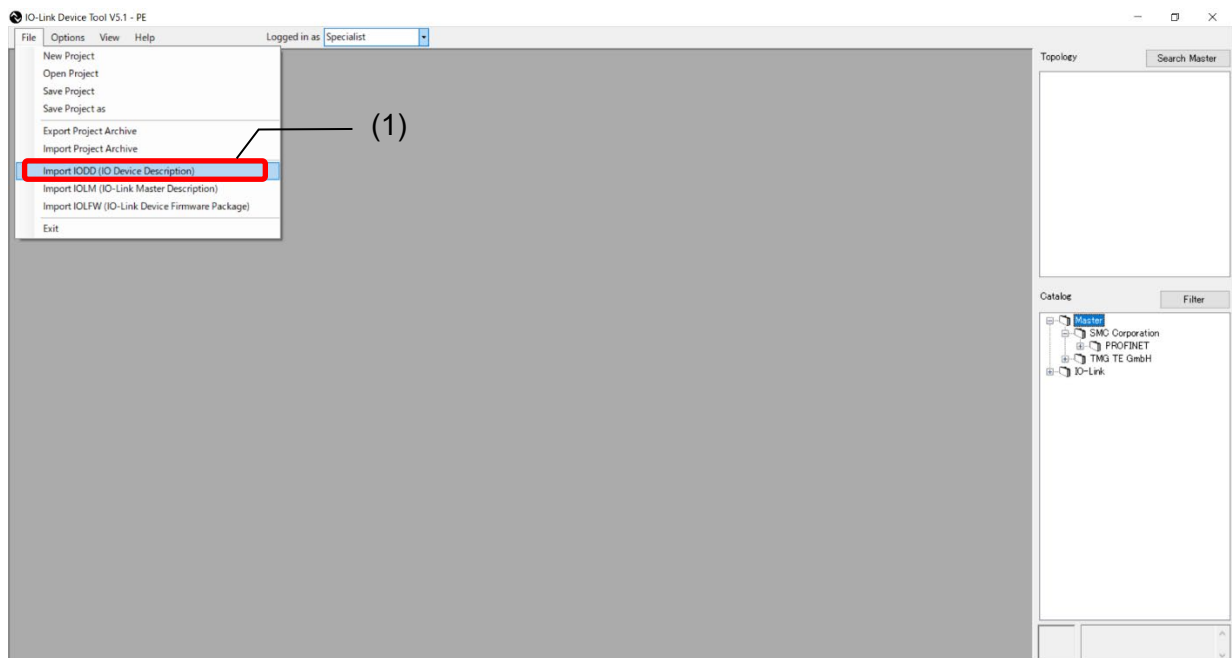 IO-Link Device Tool V5.1 - PE
File Options View Help Logged in as Specialist
New Project
Open Project
Save Project
Save Project as
Export Project Archive
Import Project Archive
Import IODD (IO Device Description)
Import IOLM (IO-Link Master Description)
Import IOLFW (IO-Link Device Firmware Package)
Exit
(1)
Topology Search Master
Catalog Filter
Master
SMC Corporation
PROFINET
TMG TE GmbH
IO-Link